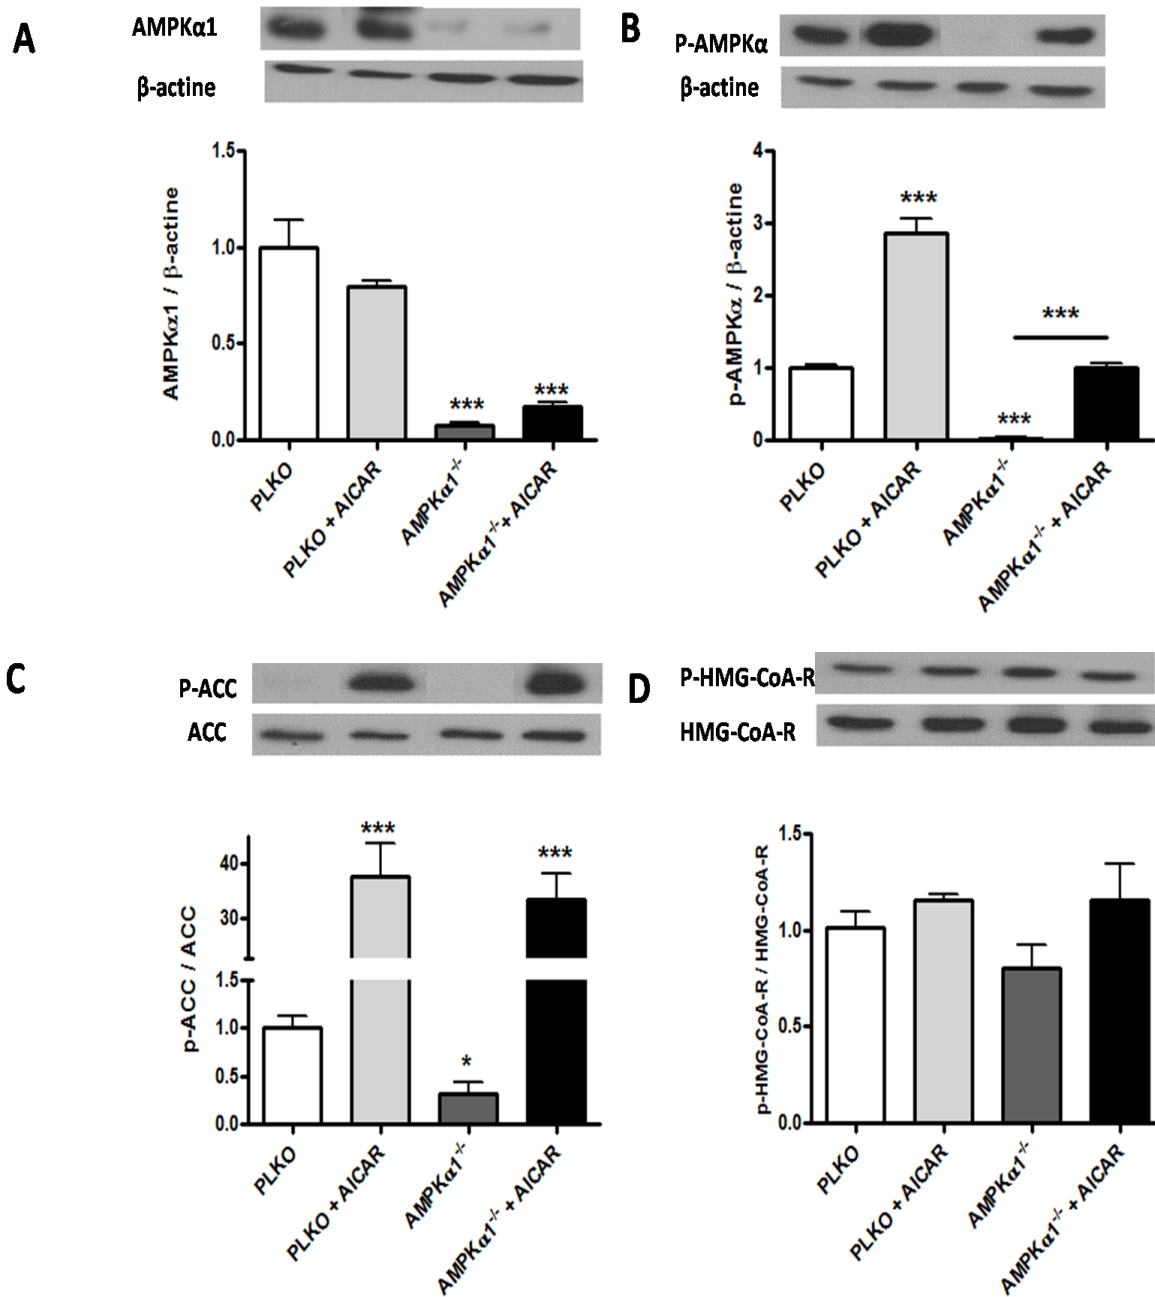 A
AMPKα1
β-actine
1.5
1.0
0.5
0.0
AMPKα1 / β-actine
***
***
PLKO
PLKO + AICAR
AMPKα1-/-
AMPKα1-/-+ AICAR
B
P-AMPKα
β-actine
4
3
2
1
0
p-AMPKα / β-actine
***
***
***
PLKO
PLKO + AICAR
AMPKα1-/-
AMPKα1-/- + AICAR
C
P-ACC
ACC
40
30
1.5
1.0
0.5
0.0
p-ACC / ACC
***
*
***
PLKO
PLKO + AICAR
AMPKα1-/-
AMPKα1-/- + AICAR
D
P-HMG-CoA-R
HMG-CoA-R
1.5
1.0
0.5
0.0
p-HMG-CoA-R / HMG-CoA-R
PLKO
PLKO + AICAR
AMPKα1-/-
AMPKα1-/- + AICAR